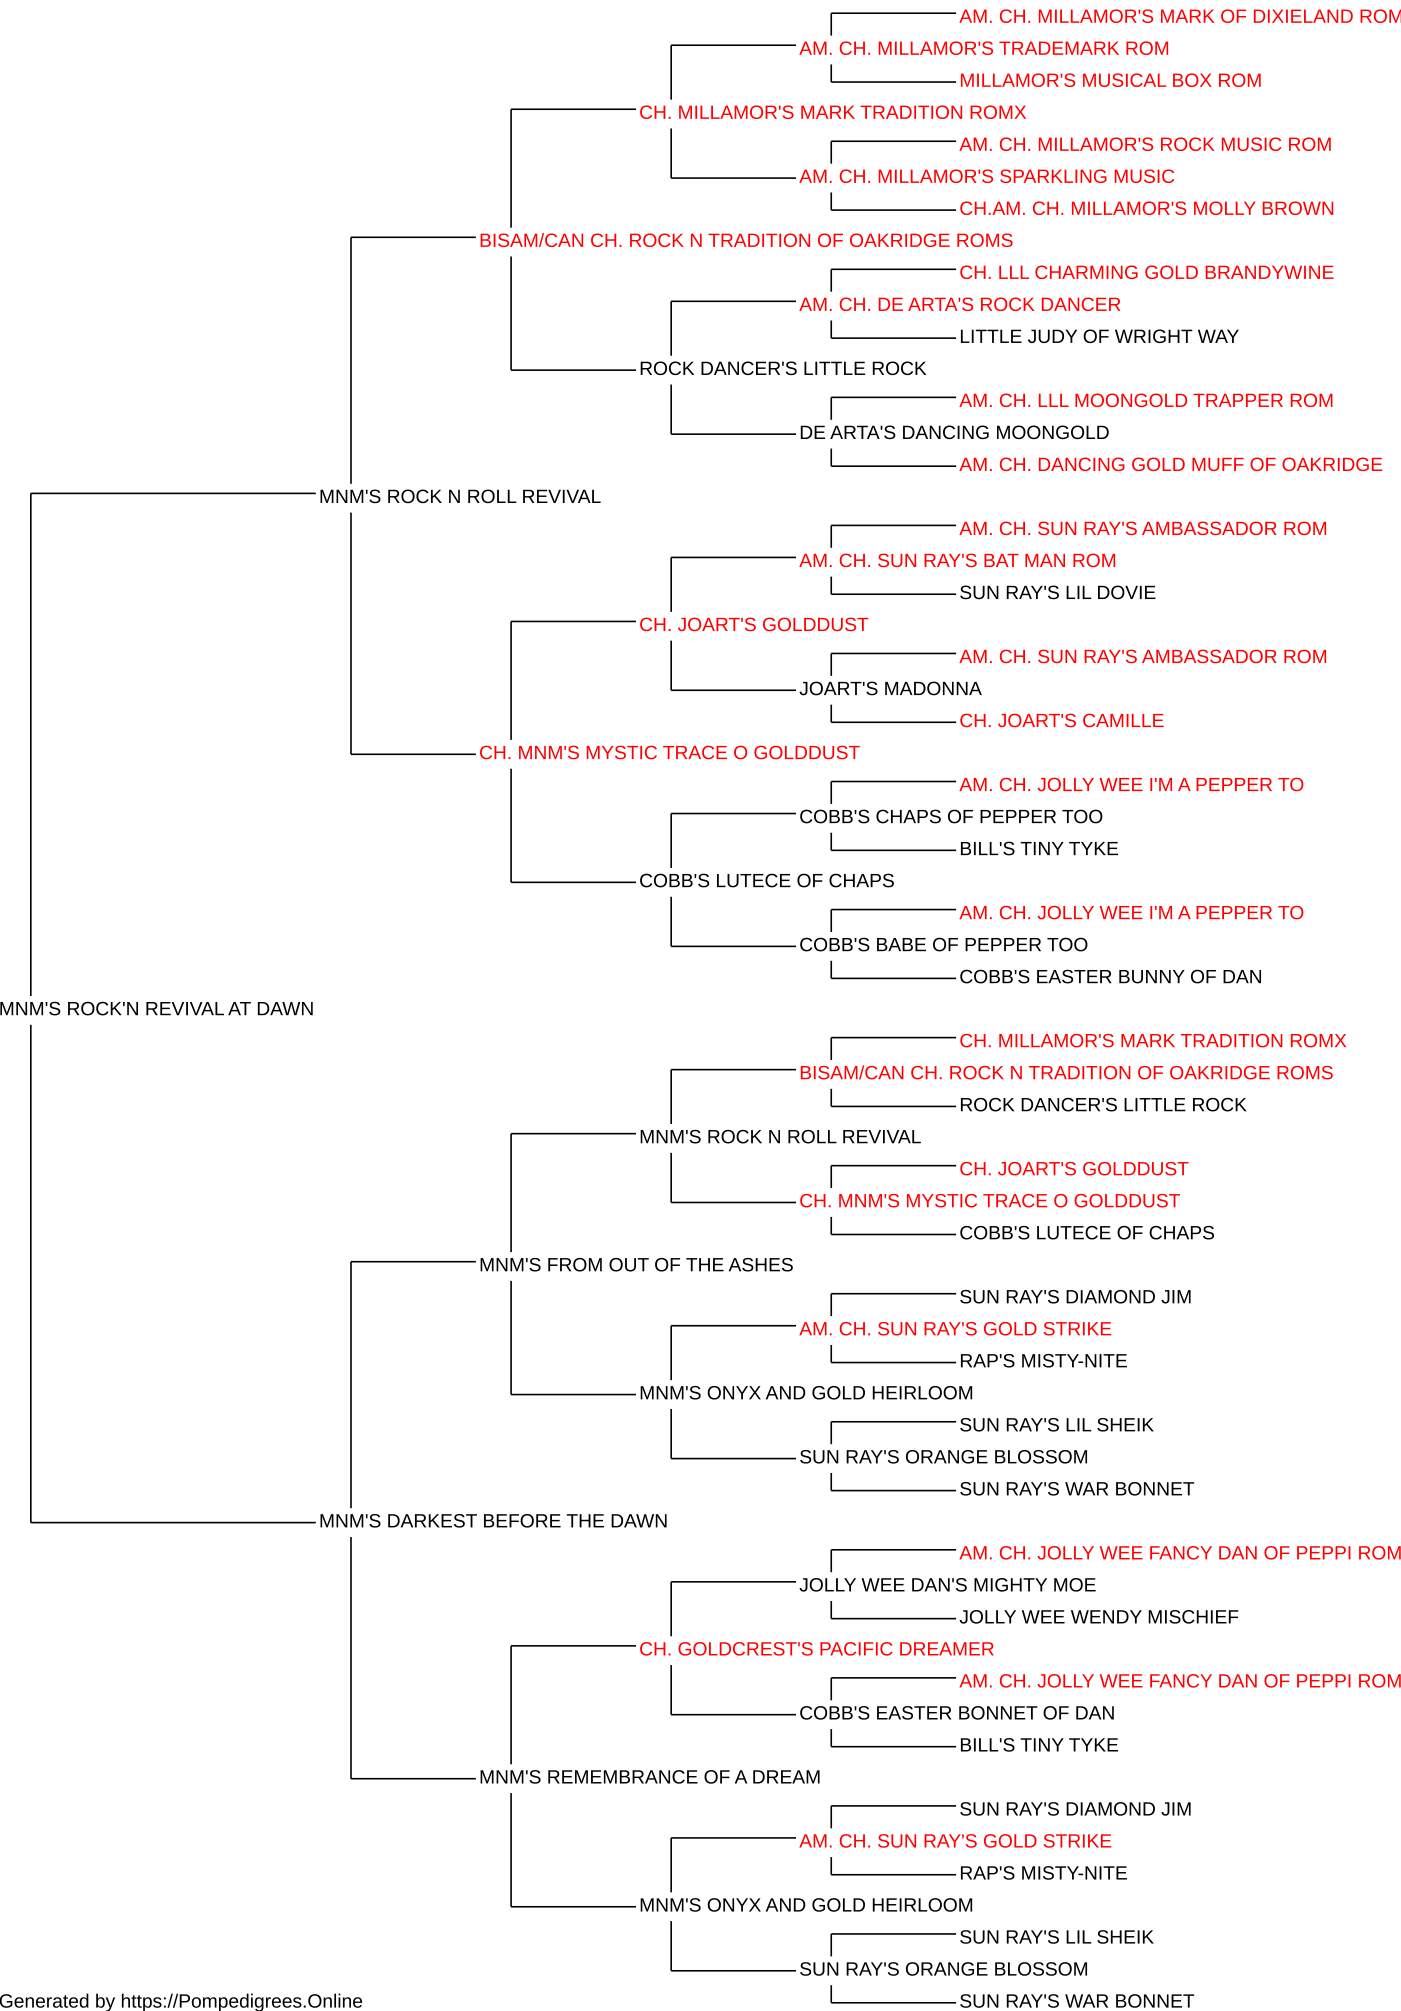 AM. CH. MILLAMOR'S MARK OF DIXIELAND ROM
AM. CH. MILLAMOR'S TRADEMARK ROM
MILLAMOR'S MUSICAL BOX ROM
CH. MILLAMOR'S MARK TRADITION ROMX
AM. CH. MILLAMOR'S ROCK MUSIC ROM
AM. CH. MILLAMOR'S SPARKLING MUSIC
CH.AM. CH. MILLAMOR'S MOLLY BROWN
BISAM/CAN CH. ROCK N TRADITION OF OAKRIDGE ROMS
CH. LLL CHARMING GOLD BRANDYWINE
AM. CH. DE ARTA'S ROCK DANCER
LITTLE JUDY OF WRIGHT WAY
ROCK DANCER'S LITTLE ROCK
AM. CH. LLL MOONGOLD TRAPPER ROM
DE ARTA'S DANCING MOONGOLD
AM. CH. DANCING GOLD MUFF OF OAKRIDGE
MNM'S ROCK N ROLL REVIVAL
AM. CH. SUN RAY'S AMBASSADOR ROM
AM. CH. SUN RAY'S BAT MAN ROM
SUN RAY'S LIL DOVIE
CH. JOART'S GOLDDUST
AM. CH. SUN RAY'S AMBASSADOR ROM
JOART'S MADONNA
CH. JOART'S CAMILLE
CH. MNM'S MYSTIC TRACE O GOLDDUST
AM. CH. JOLLY WEE I'M A PEPPER TO
COBB'S CHAPS OF PEPPER TOO
BILL'S TINY TYKE
COBB'S LUTECE OF CHAPS
AM. CH. JOLLY WEE I'M A PEPPER TO
COBB'S BABE OF PEPPER TOO
COBB'S EASTER BUNNY OF DAN
MNM'S ROCK'N REVIVAL AT DAWN
CH. MILLAMOR'S MARK TRADITION ROMX
BISAM/CAN CH. ROCK N TRADITION OF OAKRIDGE ROMS
ROCK DANCER'S LITTLE ROCK
MNM'S ROCK N ROLL REVIVAL
CH. JOART'S GOLDDUST
CH. MNM'S MYSTIC TRACE O GOLDDUST
COBB'S LUTECE OF CHAPS
MNM'S FROM OUT OF THE ASHES
SUN RAY'S DIAMOND JIM
AM. CH. SUN RAY'S GOLD STRIKE
RAP'S MISTY-NITE
MNM'S ONYX AND GOLD HEIRLOOM
SUN RAY'S LIL SHEIK
SUN RAY'S ORANGE BLOSSOM
SUN RAY'S WAR BONNET
MNM'S DARKEST BEFORE THE DAWN
AM. CH. JOLLY WEE FANCY DAN OF PEPPI ROM
JOLLY WEE DAN'S MIGHTY MOE
JOLLY WEE WENDY MISCHIEF
CH. GOLDCREST'S PACIFIC DREAMER
AM. CH. JOLLY WEE FANCY DAN OF PEPPI ROM
COBB'S EASTER BONNET OF DAN
BILL'S TINY TYKE
MNM'S REMEMBRANCE OF A DREAM
SUN RAY'S DIAMOND JIM
AM. CH. SUN RAY'S GOLD STRIKE
RAP'S MISTY-NITE
MNM'S ONYX AND GOLD HEIRLOOM
SUN RAY'S LIL SHEIK
SUN RAY'S ORANGE BLOSSOM
SUN RAY'S WAR BONNET
Generated by https://Pompedigrees.Online